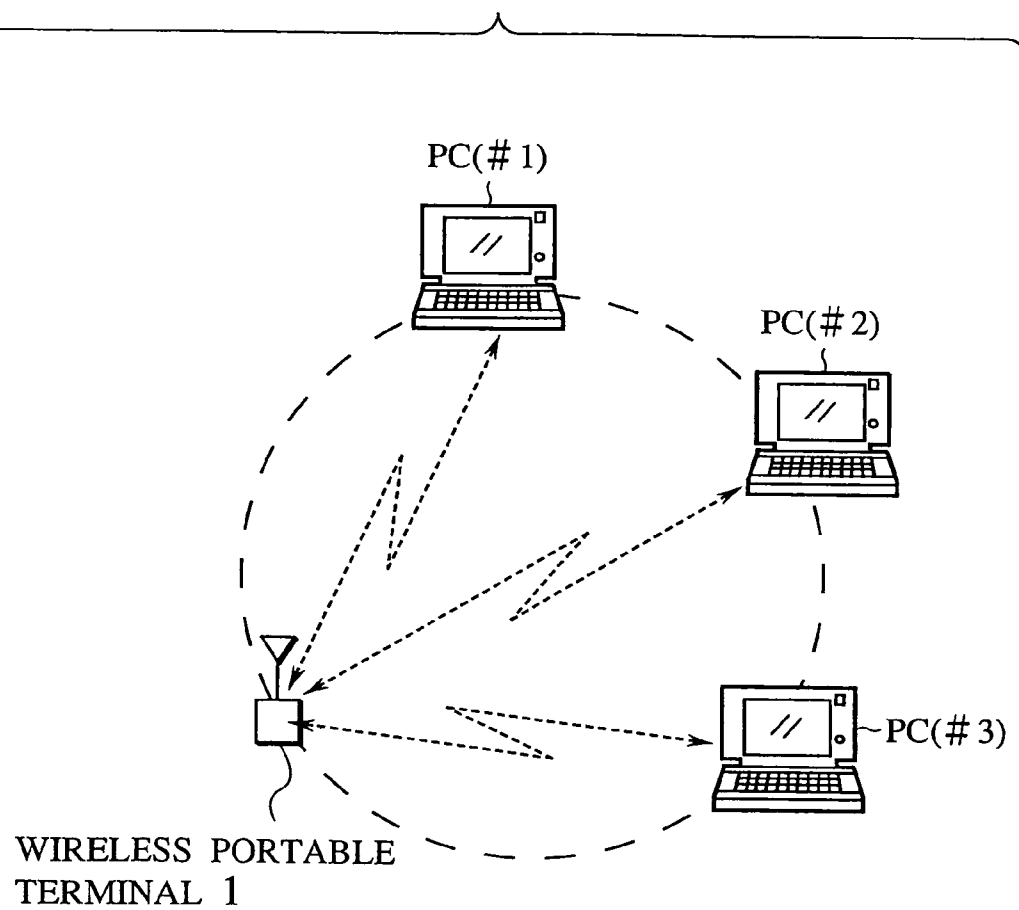 PC(# 1)
PC(# 2)
PC(# 3)
WIRELESS PORTABLE
TERMINAL 1